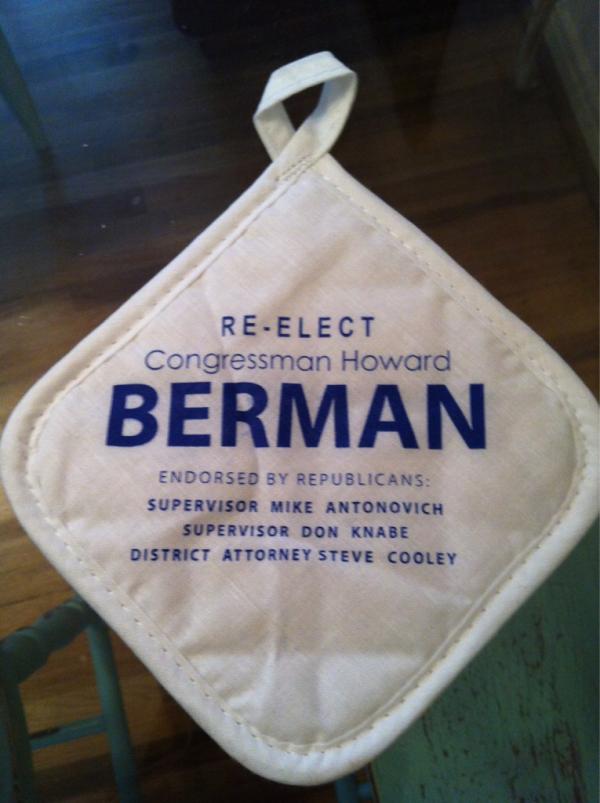 RE-ELECT
Congressman Howard
BERMAN
ENDORSED BY REPUBLICANS:
SUPERVISOR MIKE ANTONOVICH
SUPERVISOR DON KNABE
DISTRICT ATTORNEY STEVE COOLEY